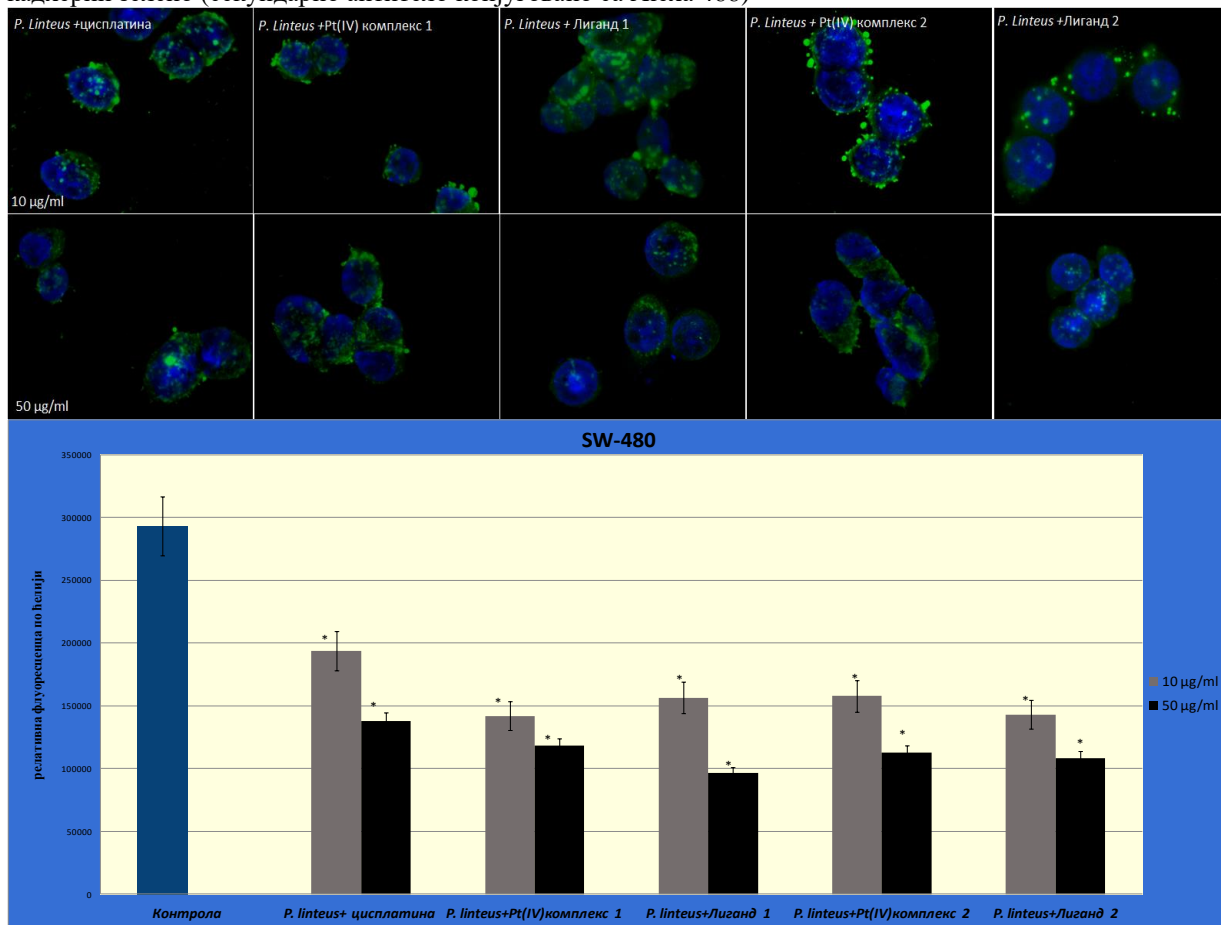 P. Linteus +цисплатина
P. Linteus +Pt(IV) комплекс 1
P. Linteus + Лиганд 1
P. Linteus + Pt(IV) комплекс 2
P. Linteus +Лиганд 2
10 µg/ml
50 µg/ml
SW-480
350000
300000
250000
200000
150000
100000
50000
0
релативна флуоресценца по ћелији
* * * * * * * * * *
10 µg/ml
50 µg/ml
Контрола
P. linteus+ цисплатина
P. linteus+Pt(IV)комплекс 1
P. linteus+Лиганд 1
P. linteus+Pt(IV)комплекс 2
P. linteus+Лиганд 2